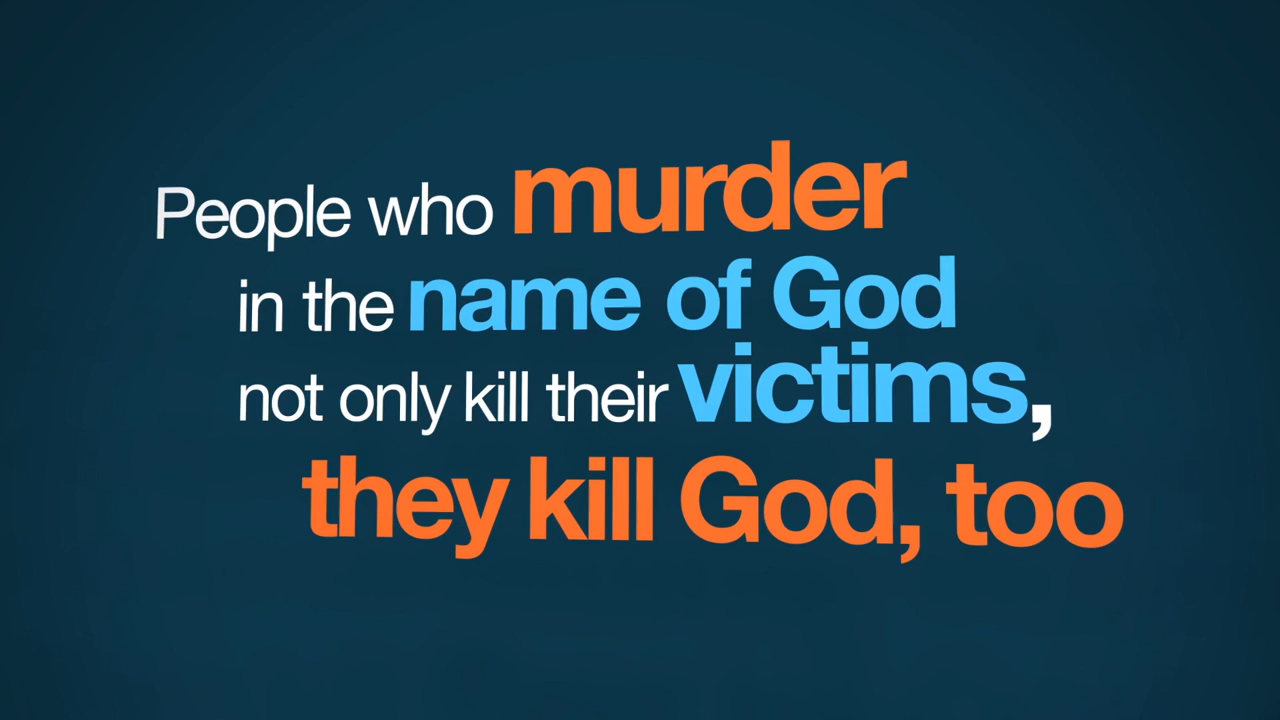 People who murder
in the name of God
not only kill their victims,
they kill God, too